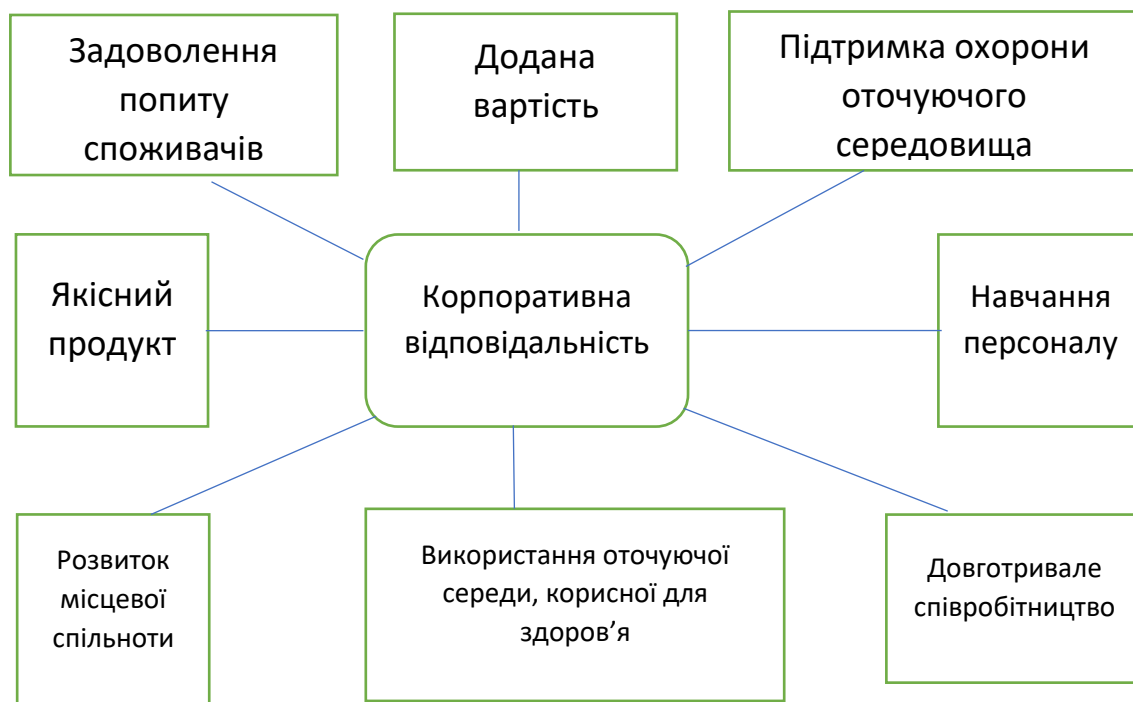 Задоволення
попиту
споживачів
Додана
вартість
Підтримка охорони
оточуючого
середовища
Якісний
продукт
Корпоративна
відповідальність
Навчання
персоналу
Розвиток
місцевої
спільноти
Використання оточуючої
середи, корисної для
здоров’я
Довготривале
співробітництво